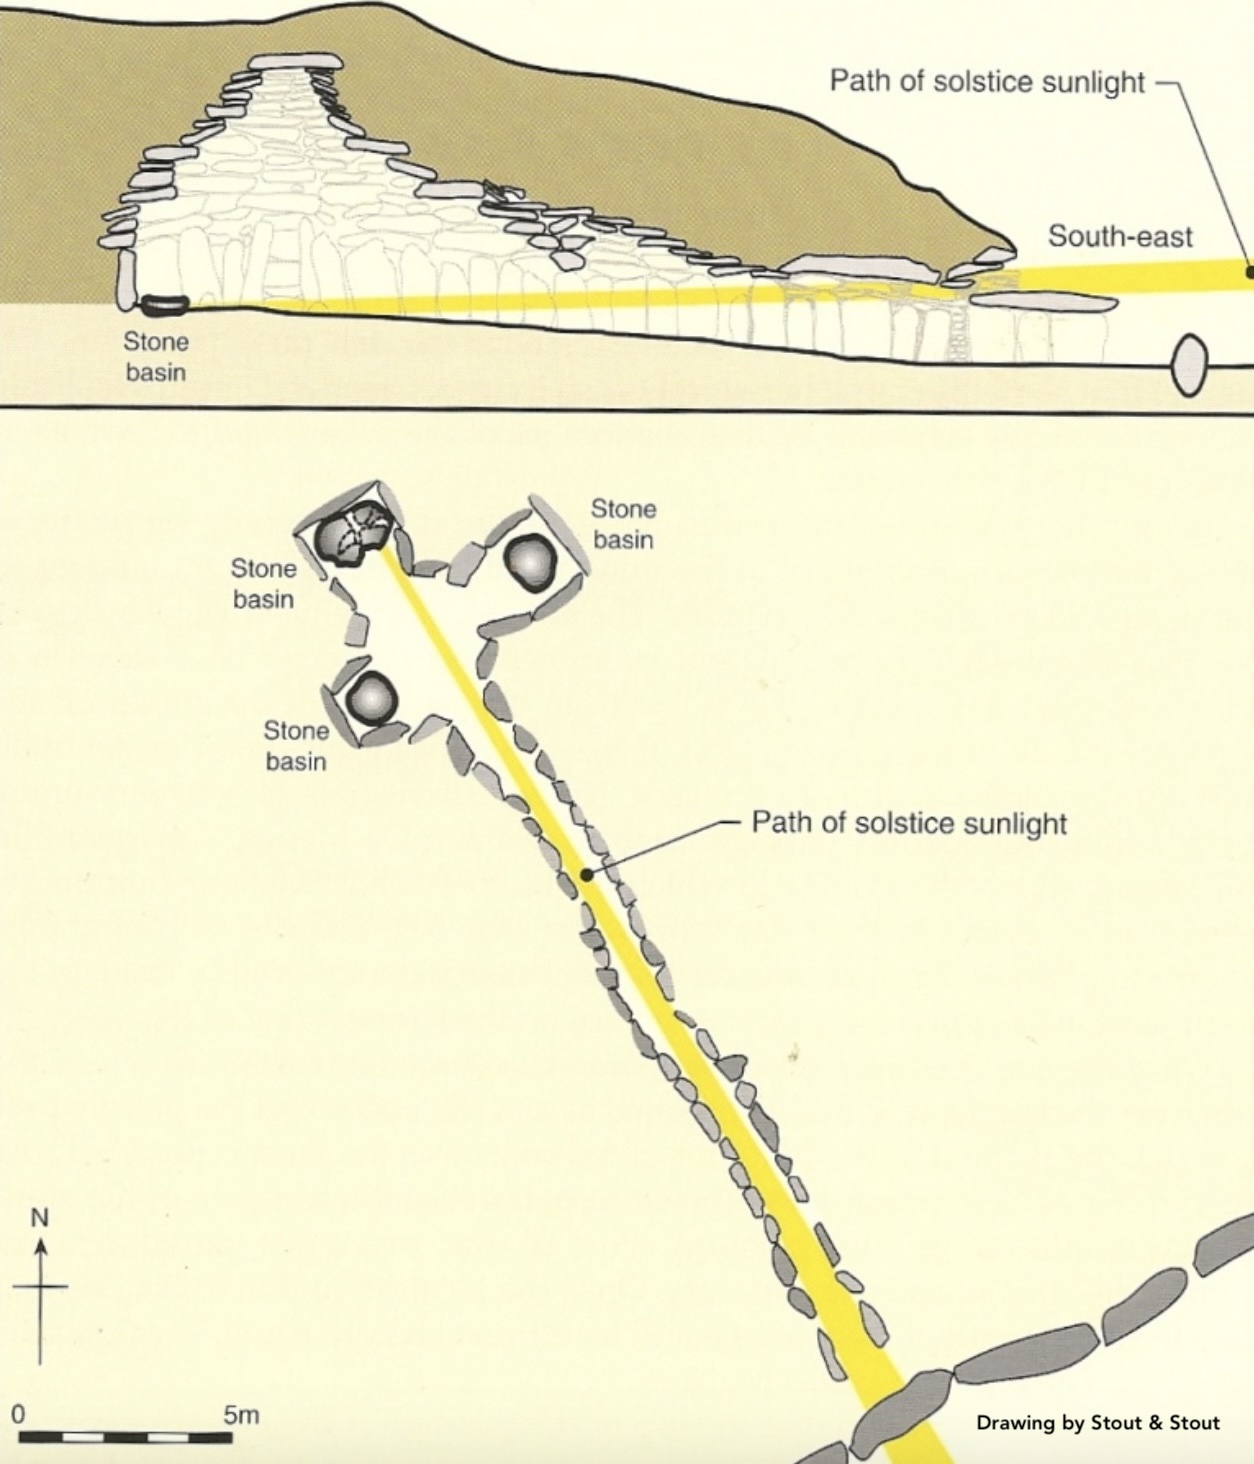 Path of solstice sunlight
South-east
Stone
basin
Stone
basin
Stone
basin
Stone
basin
Path of solstice sunlight
N
0 5m
Drawing by Stout & Stout